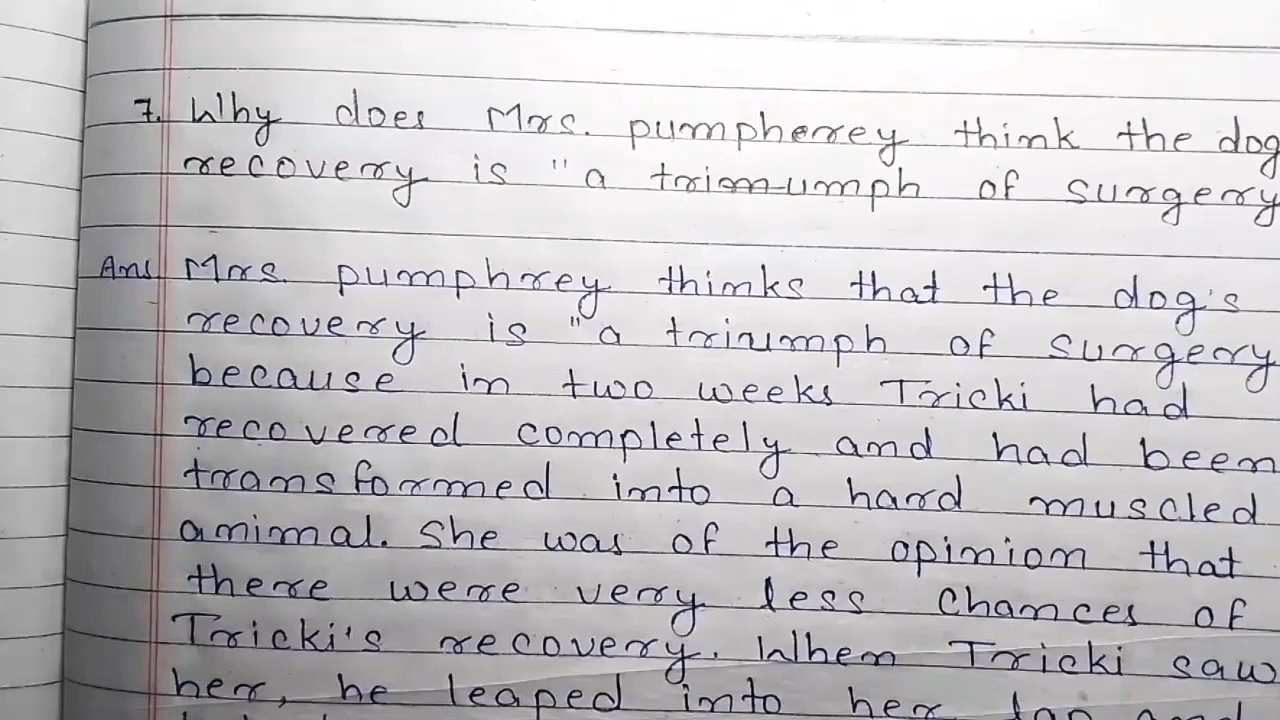 7. Why does Mrs. pumpherey think the dog
recovery is "a trimumph of surgery
Ans. Mrs. pumphrey thinks that the dog's
recovery is "a triumph of surgery
because in two weeks Tricki had
recovered completely and had been
transformed into a hard muscled
animal. She was of the opinion that
there were very less chances of
Tricki's recovery. When Tricki saw
her, he leaped into her lap and